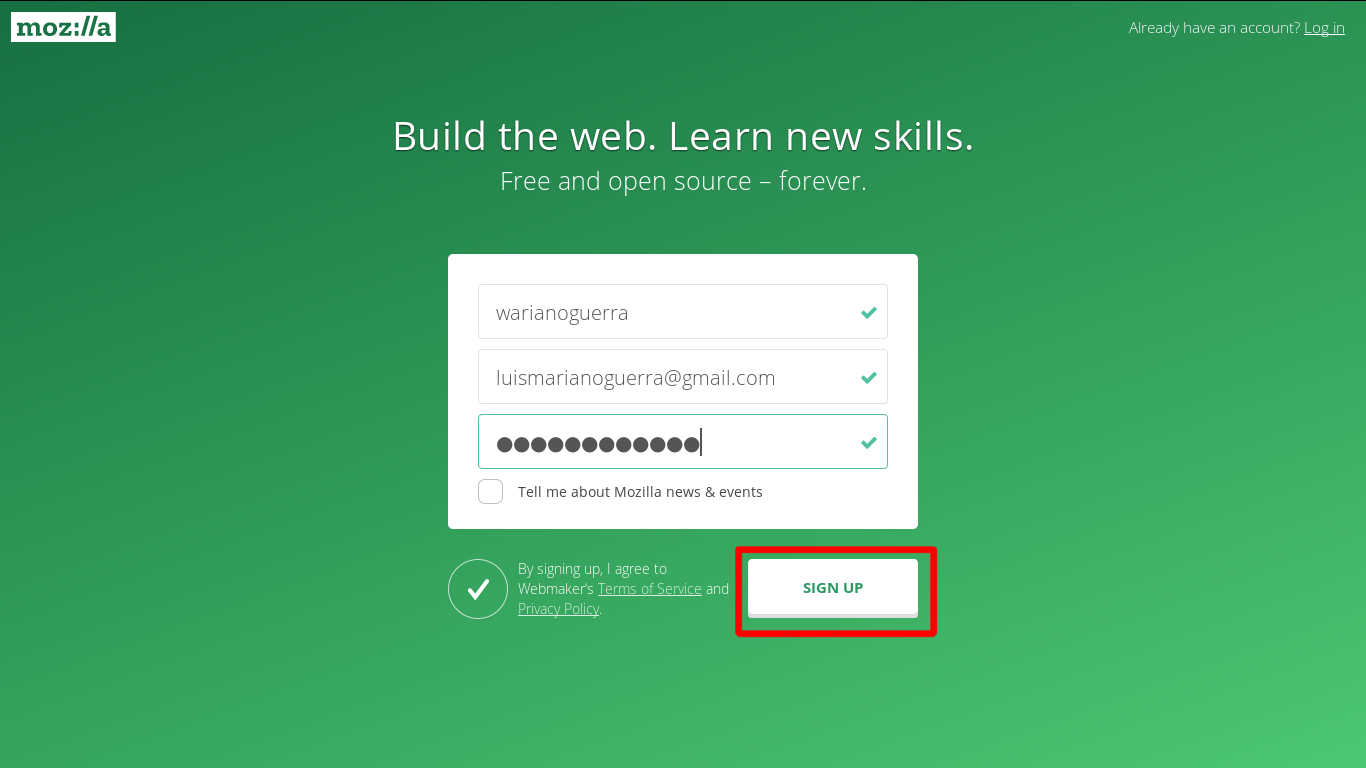 moz://a
Already have an account? Log in
Build the web. Learn new skills.
Free and open source – forever.
warianoguerra
luismarianoguerra@gmail.com
●●●●●●●●●●●●
Tell me about Mozilla news & events
By signing up, I agree to
Webmaker’s Terms of Service and
Privacy Policy.
SIGN UP